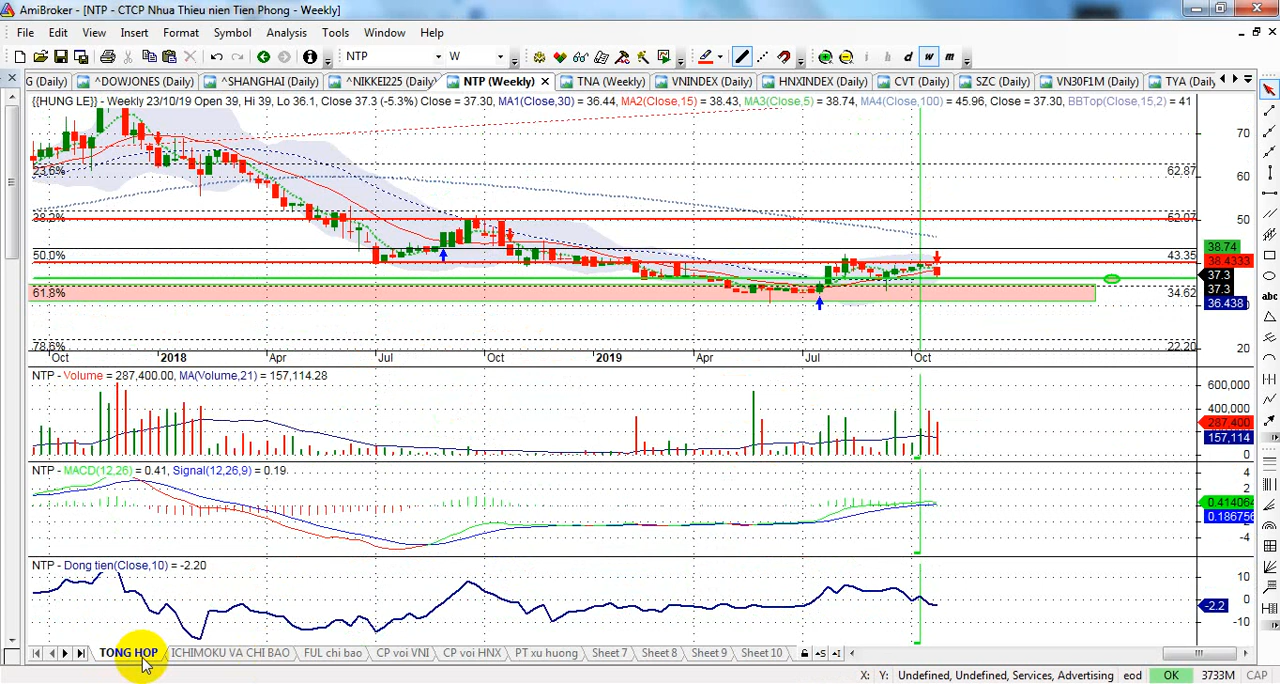 AmiBroker - [NTP - CTCP Nhua Thieu nien Tien Phong - Weekly]
File Edit View Insert Format Symbol Analysis Tools Window Help
NTP W i h d w m
G (Daily) ^DOWJONES (Daily) ^SHANGHAI (Daily) ^NIKKEI225 (Daily) NTP (Weekly) TNA (Weekly) VNINDEX (Daily) HNXINDEX (Daily) CVT (Daily) SZC (Daily) VN30F1M (Daily) TYA (Daily)
{{HUNG LE}} - Weekly 23/10/19 Open 39, Hi 39, Lo 36.1, Close 37.3 (-5.3%) Close = 37.30, MA1(Close,30) = 36.44, MA2(Close,15) = 38.43, MA3(Close,5) = 38.74, MA4(Close,100) = 45.96, Close = 37.30, BBTop(Close,15,2) = 41
70
23.6% 62.87
60
38.2% 52.07
50
38.74
50.0% 43.35
38.4333
37.3
37.3
61.8% 34.62
36.438
78.6% 22.20
20
Oct 2018 Apr Jul Oct 2019 Apr Jul Oct
NTP - Volume = 287,400.00, MA(Volume,21) = 157,114.28
600,000
400,000
287,400
157,114
NTP - MACD(12,26) = 0.41, Signal(12,26,9) = 0.19
4
2
0.414064
0.186756
-4
NTP - Dong tien(Close,10) = -2.20
10
0
-2.2
-10
TONG HOP ICHIMOKU VA CHI BAO FUL chi bao CP voi VNI CP voi HNX PT xu huong Sheet 7 Sheet 8 Sheet 9 Sheet 10
X: Y: Undefined, Undefined, Services, Advertising eod OK 3733M CAP